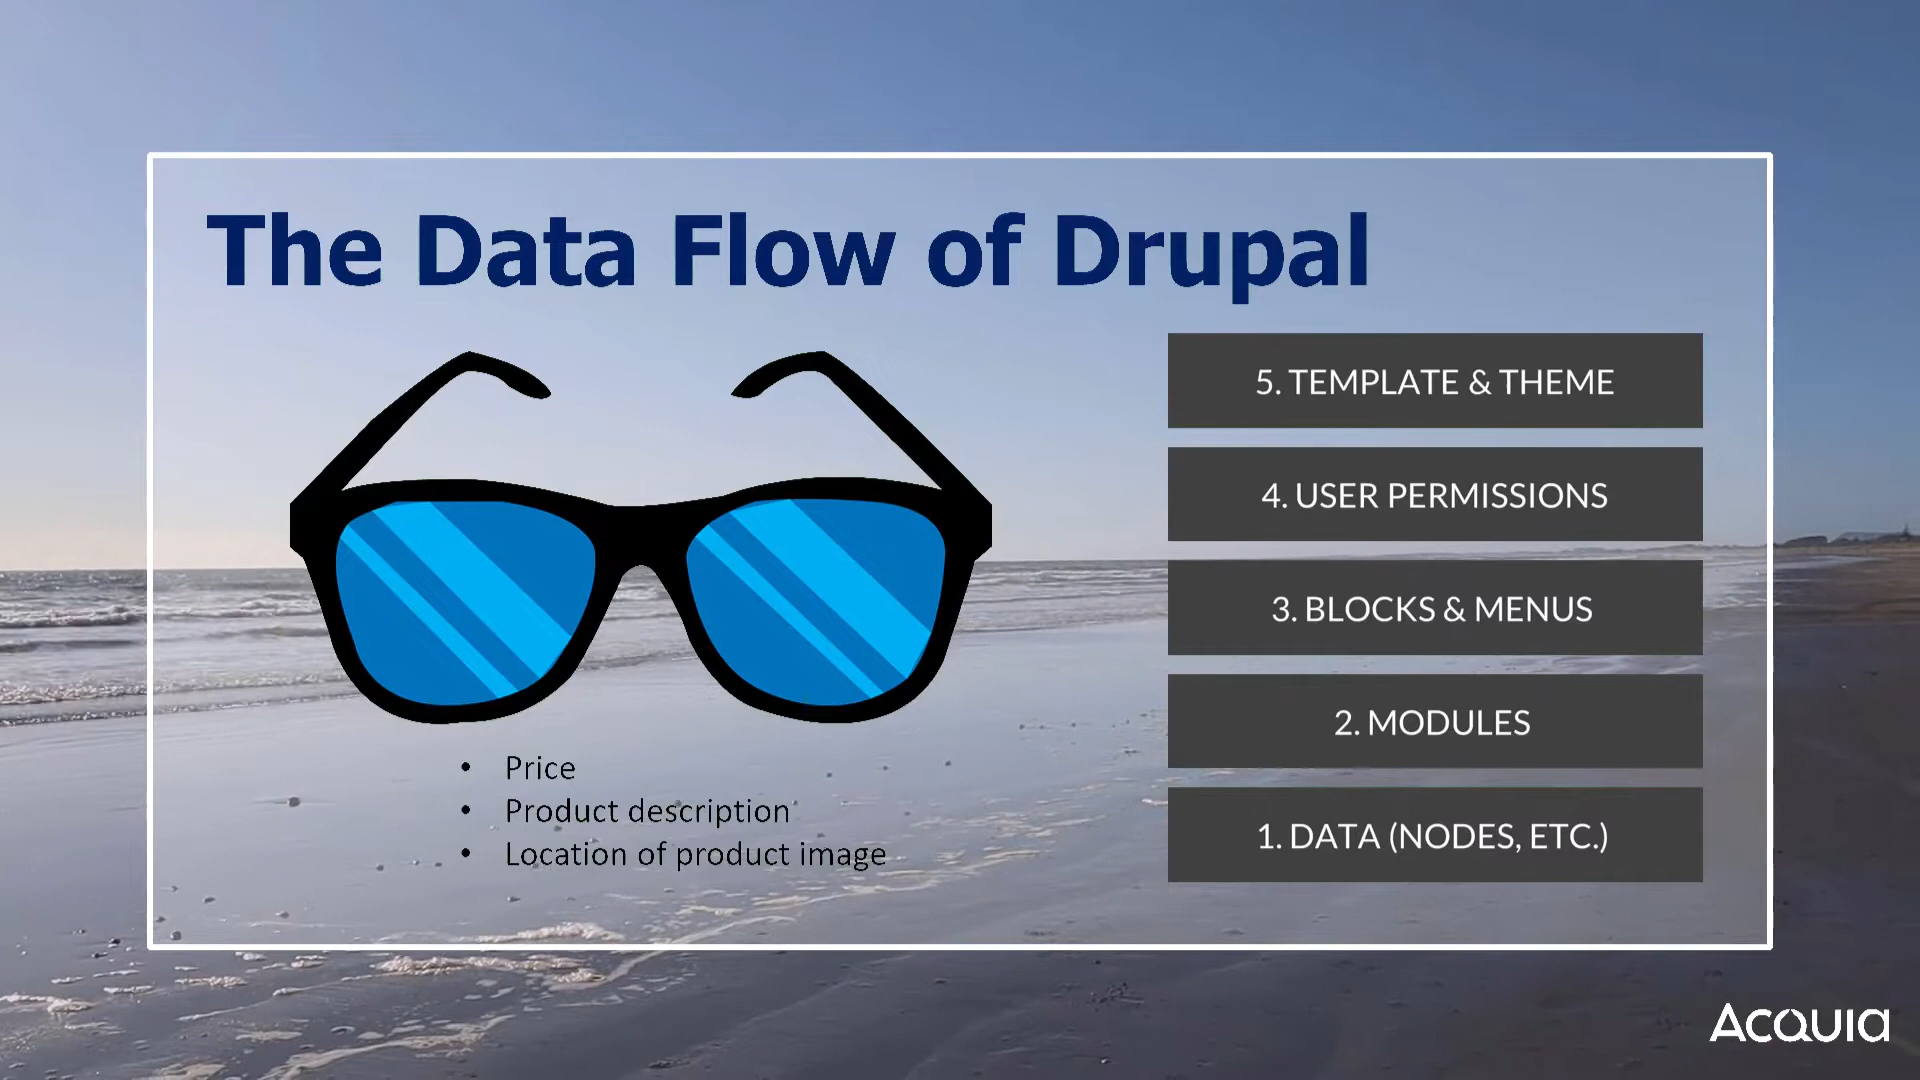 The Data Flow of Drupal
5. TEMPLATE & THEME
4. USER PERMISSIONS
3. BLOCKS & MENUS
2. MODULES
1. DATA (NODES, ETC.)
• Price
• Product description
• Location of product image
Acquia